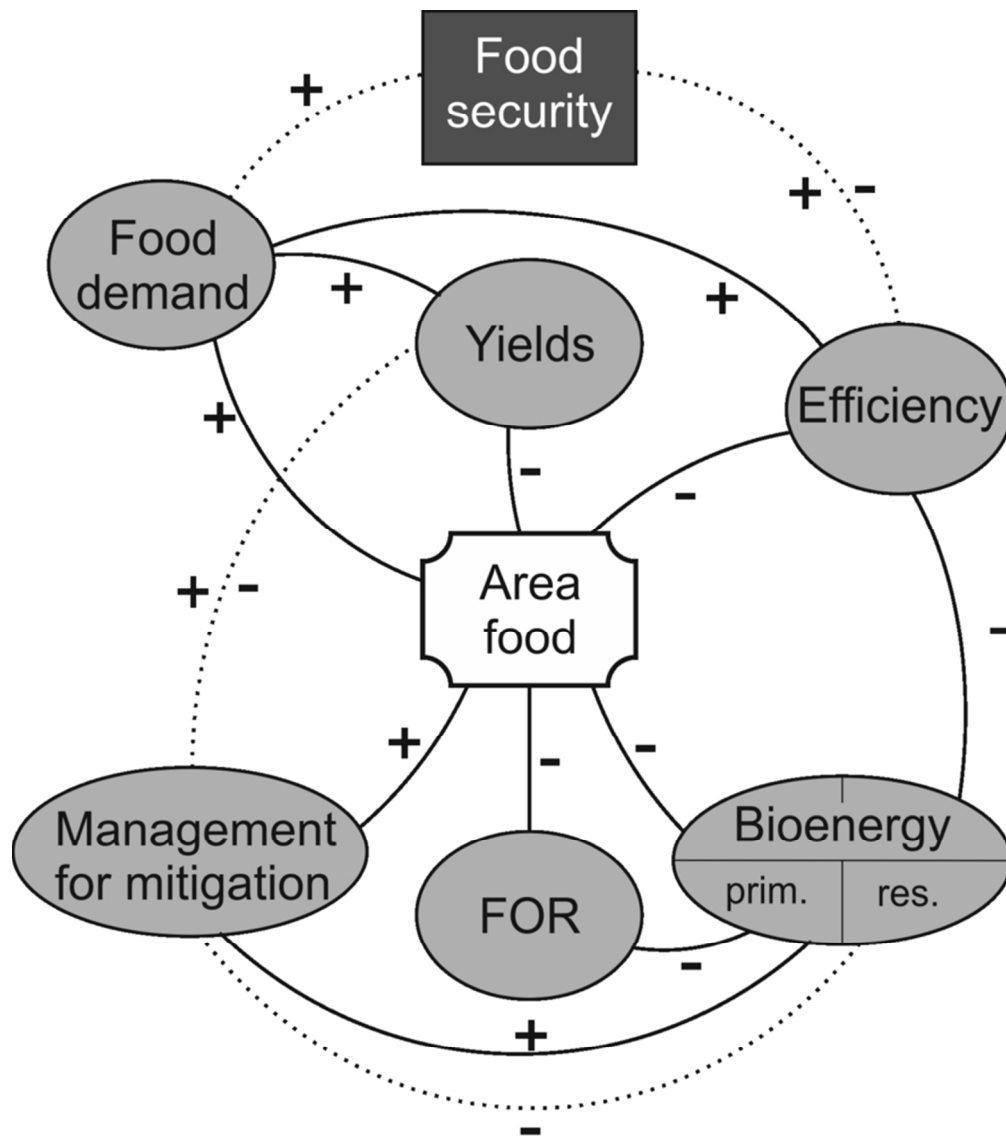 Food
security
+
+ -
Food
demand
+
+
Yields
Efficiency
+
-
-
Area
food
+ -
-
+
-
-
Management
for mitigation
FOR
Bioenergy
prim.
res.
-
+
-